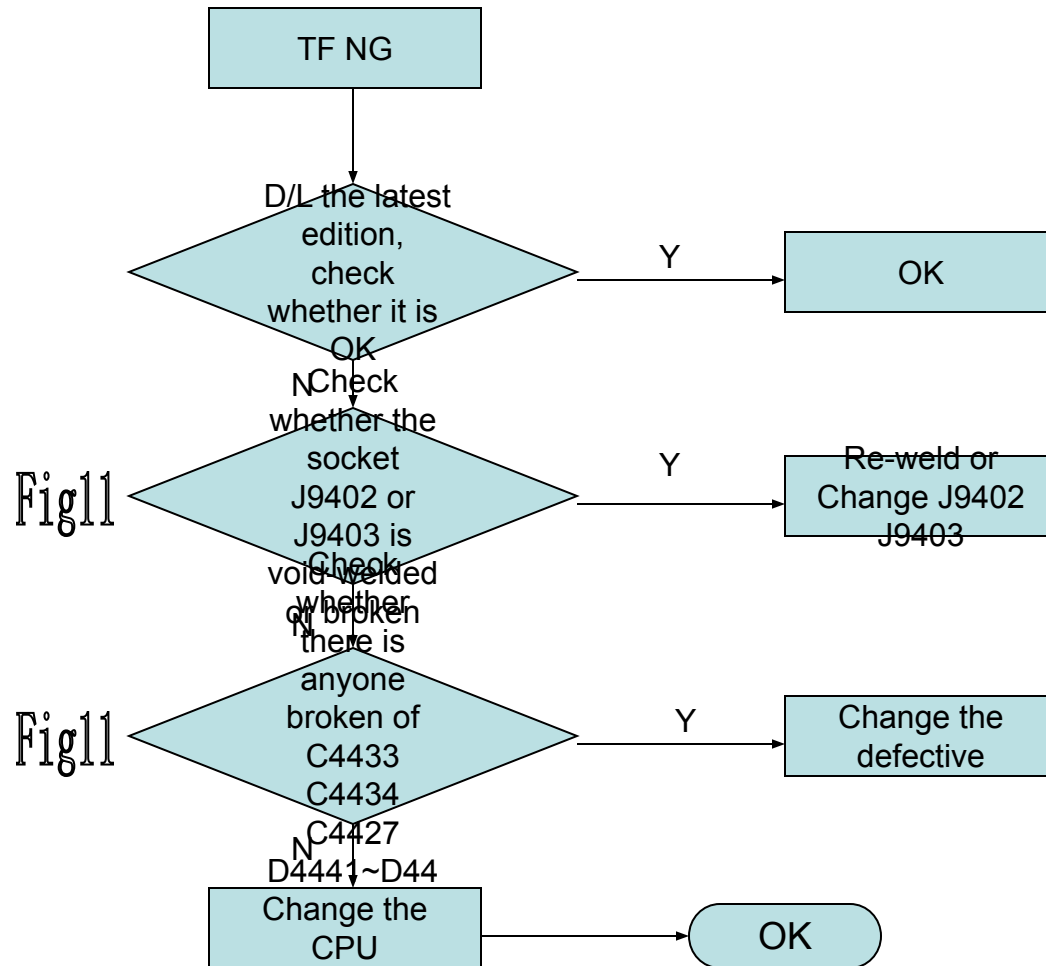 TF NG
D/L the latest
edition,
check
whether it is
OK
Y
OK
N
Fig11
Check
whether the
socket
J9402 or
J9403 is
void-welded
or broken
Y
Re-weld or
Change J9402
J9403
N
Fig11
Check
whether
there is
anyone
broken of
C4433
C4434
C4427
D4441~D44
Y
Change the
defective
N
Change the
CPU
OK